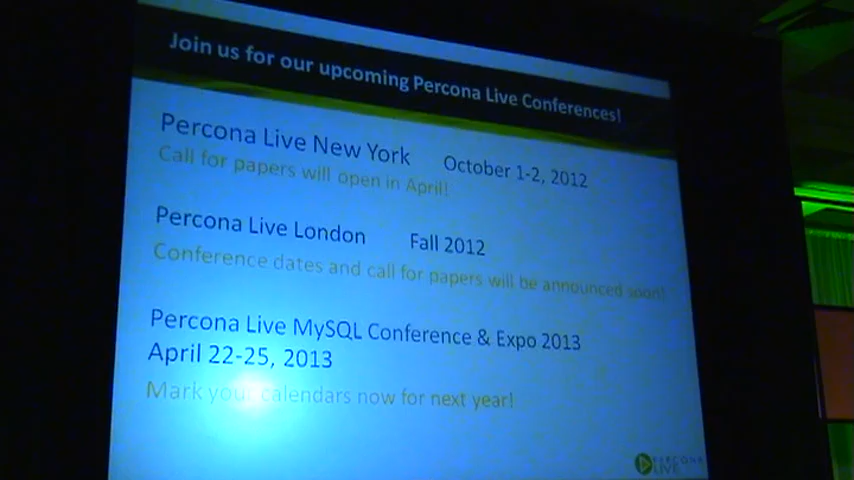 Join us for our upcoming Percona Live Conferences!
Percona Live New York October 1-2, 2012
Call for papers will open in April!
Percona Live London Fall 2012
Conference dates and call for papers will be announced soon!
Percona Live MySQL Conference & Expo 2013
April 22-25, 2013
Mark your calendars now for next year!
PERCONA
LIVE